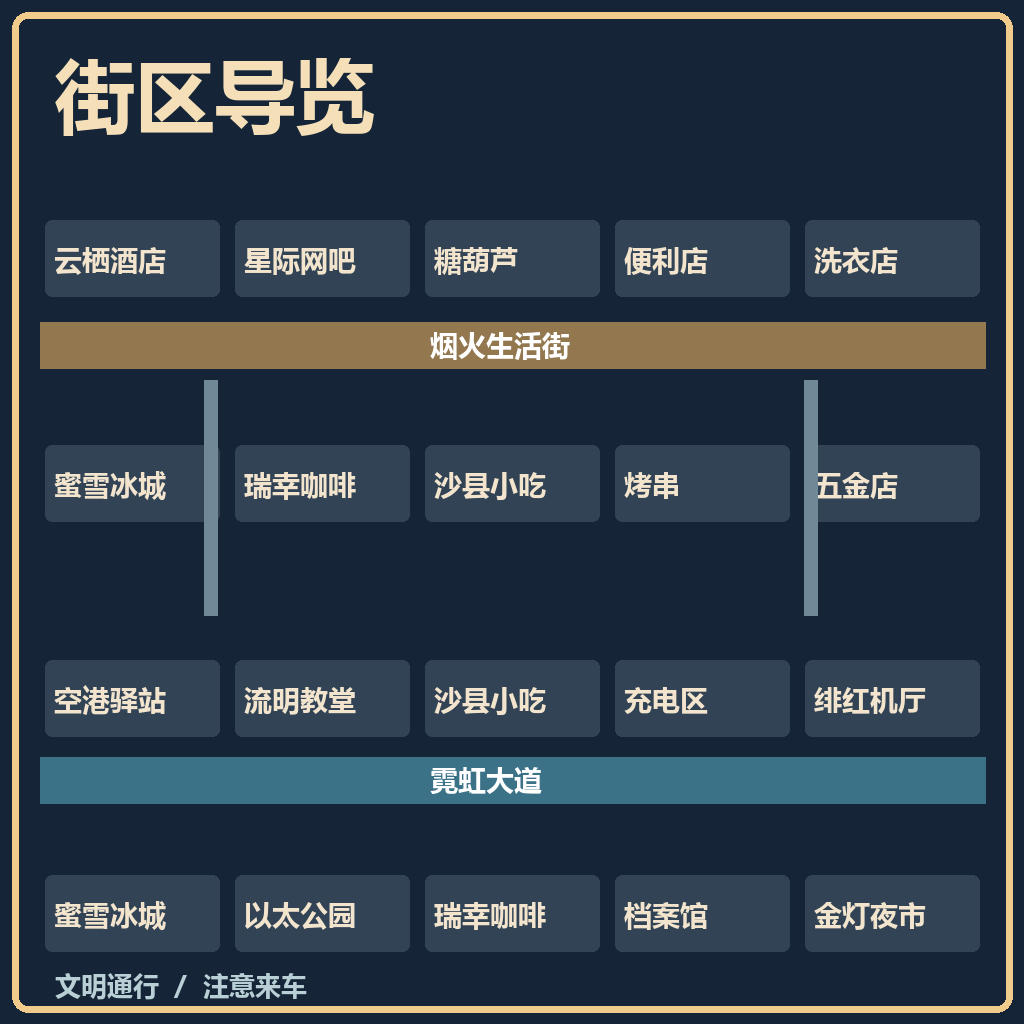 街区导览
云栖酒店 星际网吧 糖葫芦 便利店 洗衣店
烟火生活街
蜜雪冰城 瑞幸咖啡 沙县小吃 烤串 五金店
空港驿站 流明教堂 沙县小吃 充电区 绯红机厅
霓虹大道
蜜雪冰城 以太公园 瑞幸咖啡 档案馆 金灯夜市
文明通行 / 注意来车